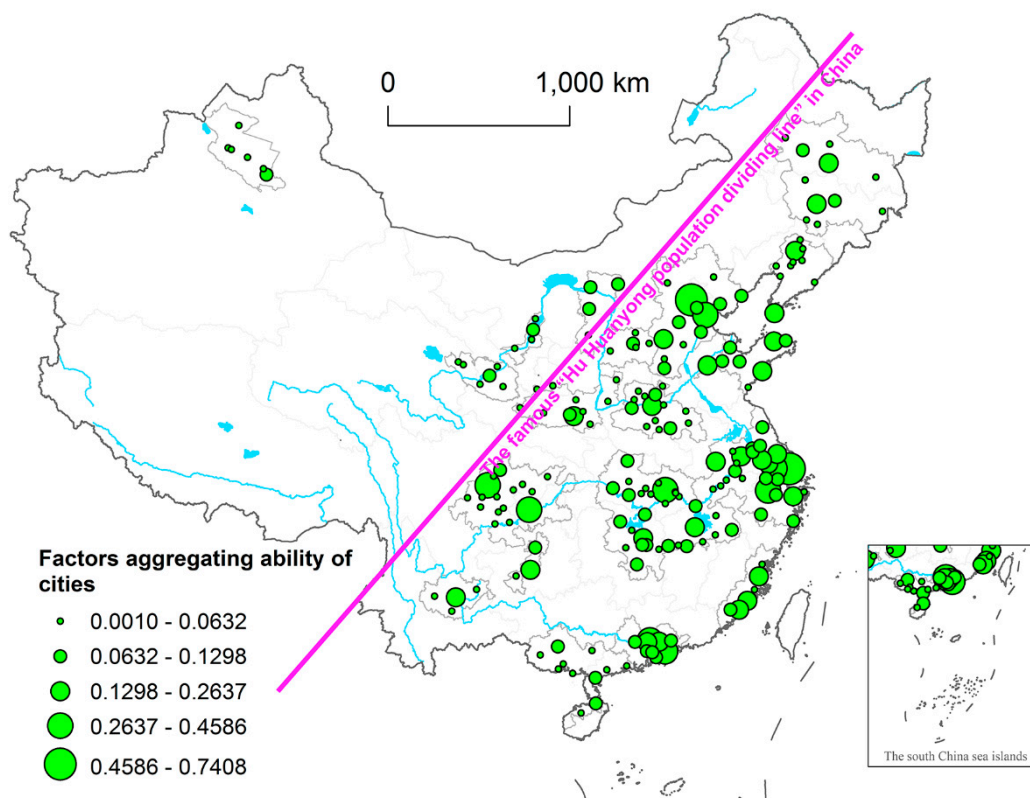 0 1,000 km
The famous “Hu Huanyong population dividing line” in China
Factors aggregating ability of
cities
0.0010 - 0.0632
0.0632 - 0.1298
0.1298 - 0.2637
0.2637 - 0.4586
0.4586 - 0.7408
The south China sea islands